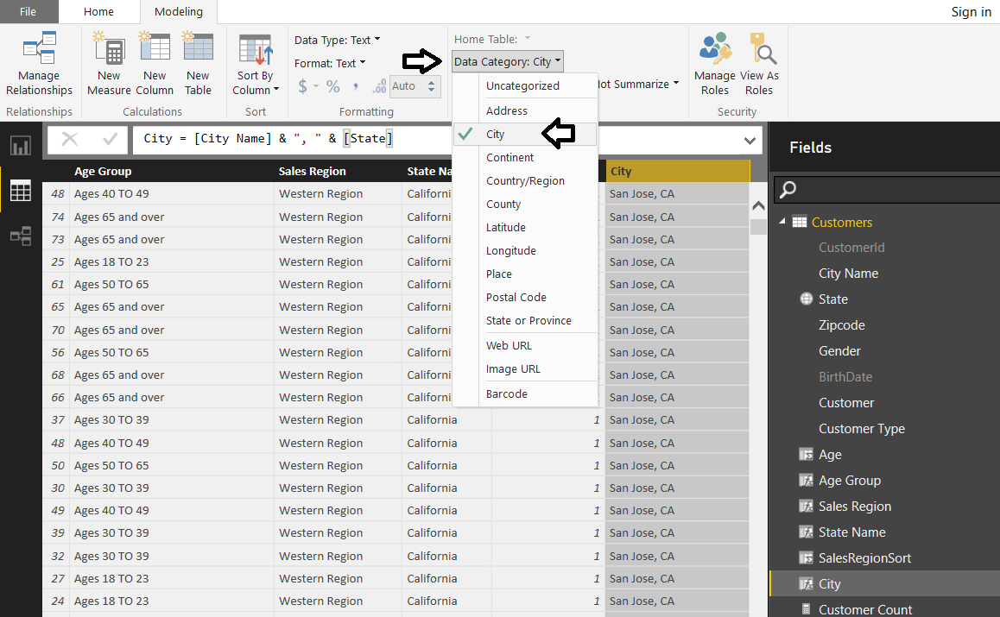 File Home Modeling Sign in
Manage Relationships
New Measure
New Column
New Table
Sort By Column
Data Type: Text
Format: Text
$ % , .00 Auto
Home Table:
Data Category: City
ot Summarize
Manage Roles
View As Roles
Relationships Calculations Sort Formatting Security
Uncategorized
Address
City
Continent
Country/Region
County
Latitude
Longitude
Place
Postal Code
State or Province
Web URL
Image URL
Barcode
City = [City Name] & ", " & [State]
Age Group Sales Region State Na City
48 Ages 40 TO 49 Western Region Californi San Jose, CA
74 Ages 65 and over Western Region Californi San Jose, CA
73 Ages 65 and over Western Region Californi San Jose, CA
25 Ages 18 TO 23 Western Region Californi San Jose, CA
61 Ages 50 TO 65 Western Region Californi San Jose, CA
65 Ages 65 and over Western Region Californi San Jose, CA
70 Ages 65 and over Western Region Californi San Jose, CA
56 Ages 50 TO 65 Western Region Californi San Jose, CA
68 Ages 65 and over Western Region Californi San Jose, CA
66 Ages 65 and over Western Region Californi San Jose, CA
37 Ages 30 TO 39 Western Region California 1 San Jose, CA
48 Ages 40 TO 49 Western Region California 1 San Jose, CA
50 Ages 50 TO 65 Western Region California 1 San Jose, CA
30 Ages 30 TO 39 Western Region California 1 San Jose, CA
49 Ages 40 TO 49 Western Region California 1 San Jose, CA
39 Ages 30 TO 39 Western Region California 1 San Jose, CA
32 Ages 30 TO 39 Western Region California 1 San Jose, CA
27 Ages 18 TO 23 Western Region California 1 San Jose, CA
24 Ages 18 TO 23 Western Region California 1 San Jose, CA
Fields
Customers
CustomerId
City Name
State
Zipcode
Gender
BirthDate
Customer
Customer Type
Age
Age Group
Sales Region
State Name
SalesRegionSort
City
Customer Count